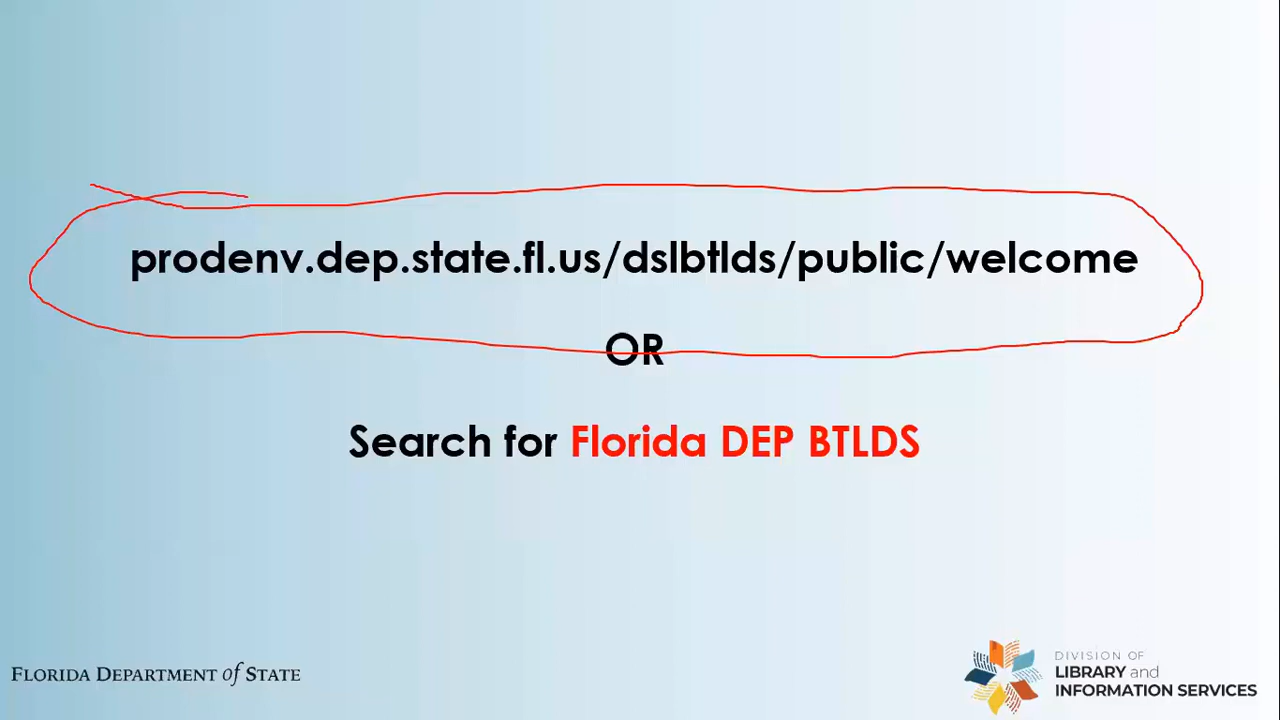 prodenv.dep.state.fl.us/dslbtlds/public/welcome
OR
Search for Florida DEP BTLDS
FLORIDA DEPARTMENT of STATE
DIVISION OF
LIBRARY and
INFORMATION SERVICES